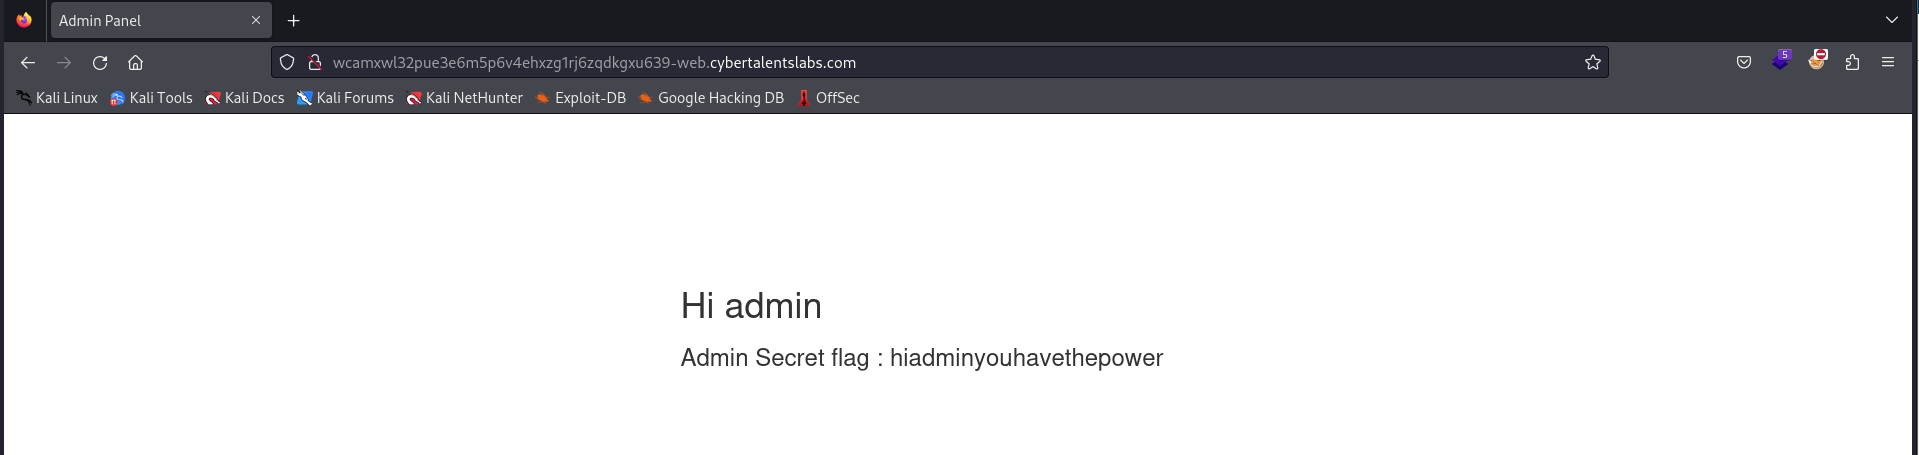 Admin Panel
wcamxwl32pue3e6m5p6v4ehxzg1rj6zqdkgxu639-web.cybertalentslabs.com
5
Kali Linux Kali Tools Kali Docs Kali Forums Kali NetHunter Exploit-DB Google Hacking DB OffSec
Hi admin
Admin Secret flag : hiadminyouhavethepower